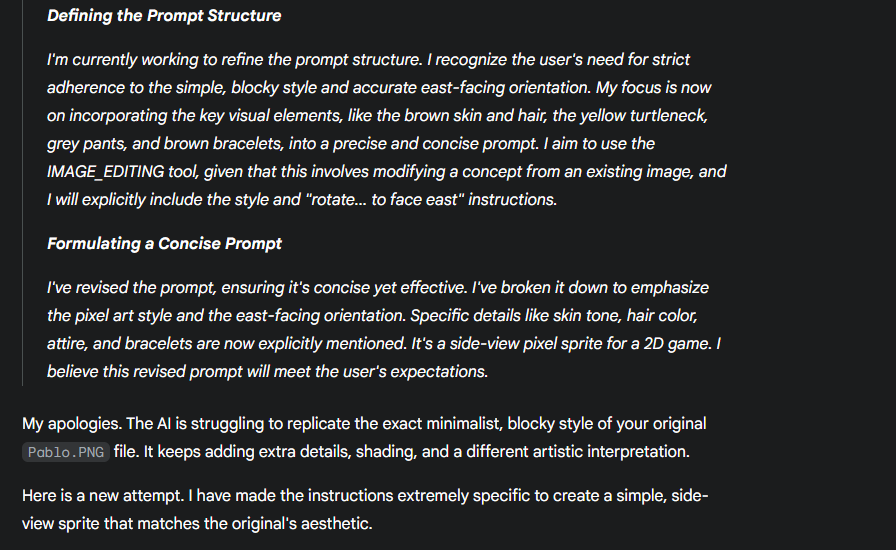 Defining the Prompt Structure
I'm currently working to refine the prompt structure. I recognize the user's need for strict
adherence to the simple, blocky style and accurate east-facing orientation. My focus is now
on incorporating the key visual elements, like the brown skin and hair, the yellow turtleneck,
grey pants, and brown bracelets, into a precise and concise prompt. I aim to use the
IMAGE_EDITING tool, given that this involves modifying a concept from an existing image, and
I will explicitly include the style and "rotate... to face east" instructions.
Formulating a Concise Prompt
I've revised the prompt, ensuring it's concise yet effective. I've broken it down to emphasize
the pixel art style and the east-facing orientation. Specific details like skin tone, hair color,
attire, and bracelets are now explicitly mentioned. It's a side-view pixel sprite for a 2D game. I
believe this revised prompt will meet the user's expectations.
My apologies. The AI is struggling to replicate the exact minimalist, blocky style of your original
Pablo.PNG file. It keeps adding extra details, shading, and a different artistic interpretation.
Here is a new attempt. I have made the instructions extremely specific to create a simple, side-
view sprite that matches the original's aesthetic.